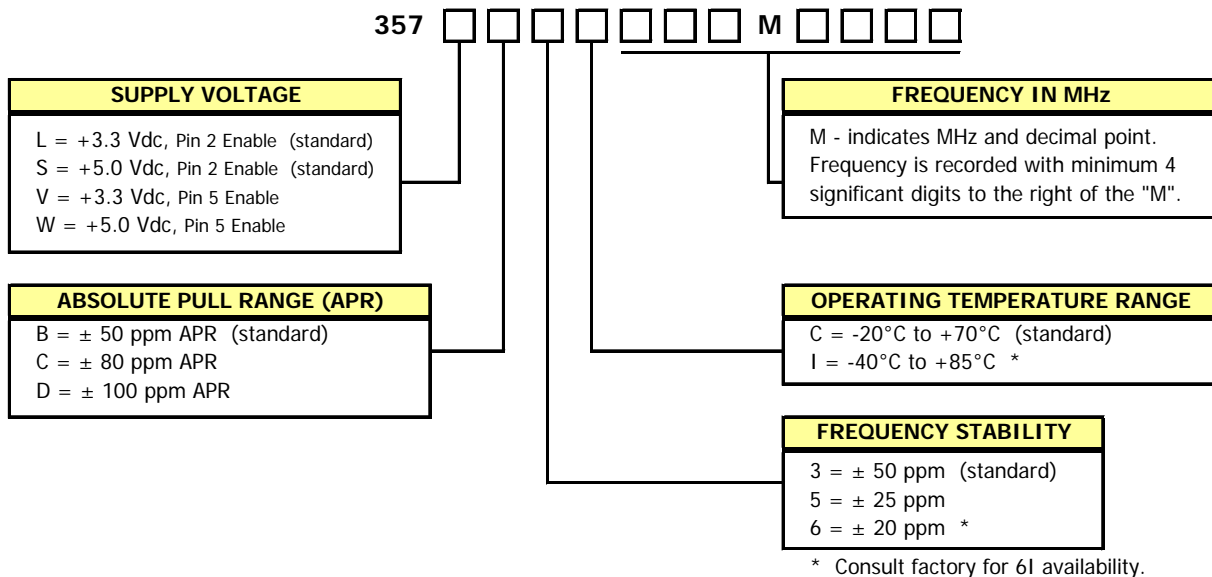 357 M
SUPPLY VOLTAGE
L = +3.3 Vdc, Pin 2 Enable (standard)
S = +5.0 Vdc, Pin 2 Enable (standard)
V = +3.3 Vdc, Pin 5 Enable
W = +5.0 Vdc, Pin 5 Enable
FREQUENCY IN MHz
M - indicates MHz and decimal point.
Frequency is recorded with minimum 4
significant digits to the right of the "M".
ABSOLUTE PULL RANGE (APR)
B = ± 50 ppm APR (standard)
C = ± 80 ppm APR
D = ± 100 ppm APR
OPERATING TEMPERATURE RANGE
C = -20°C to +70°C (standard)
I = -40°C to +85°C *
FREQUENCY STABILITY
3 = ± 50 ppm (standard)
5 = ± 25 ppm
6 = ± 20 ppm *
* Consult factory for 6I availability.